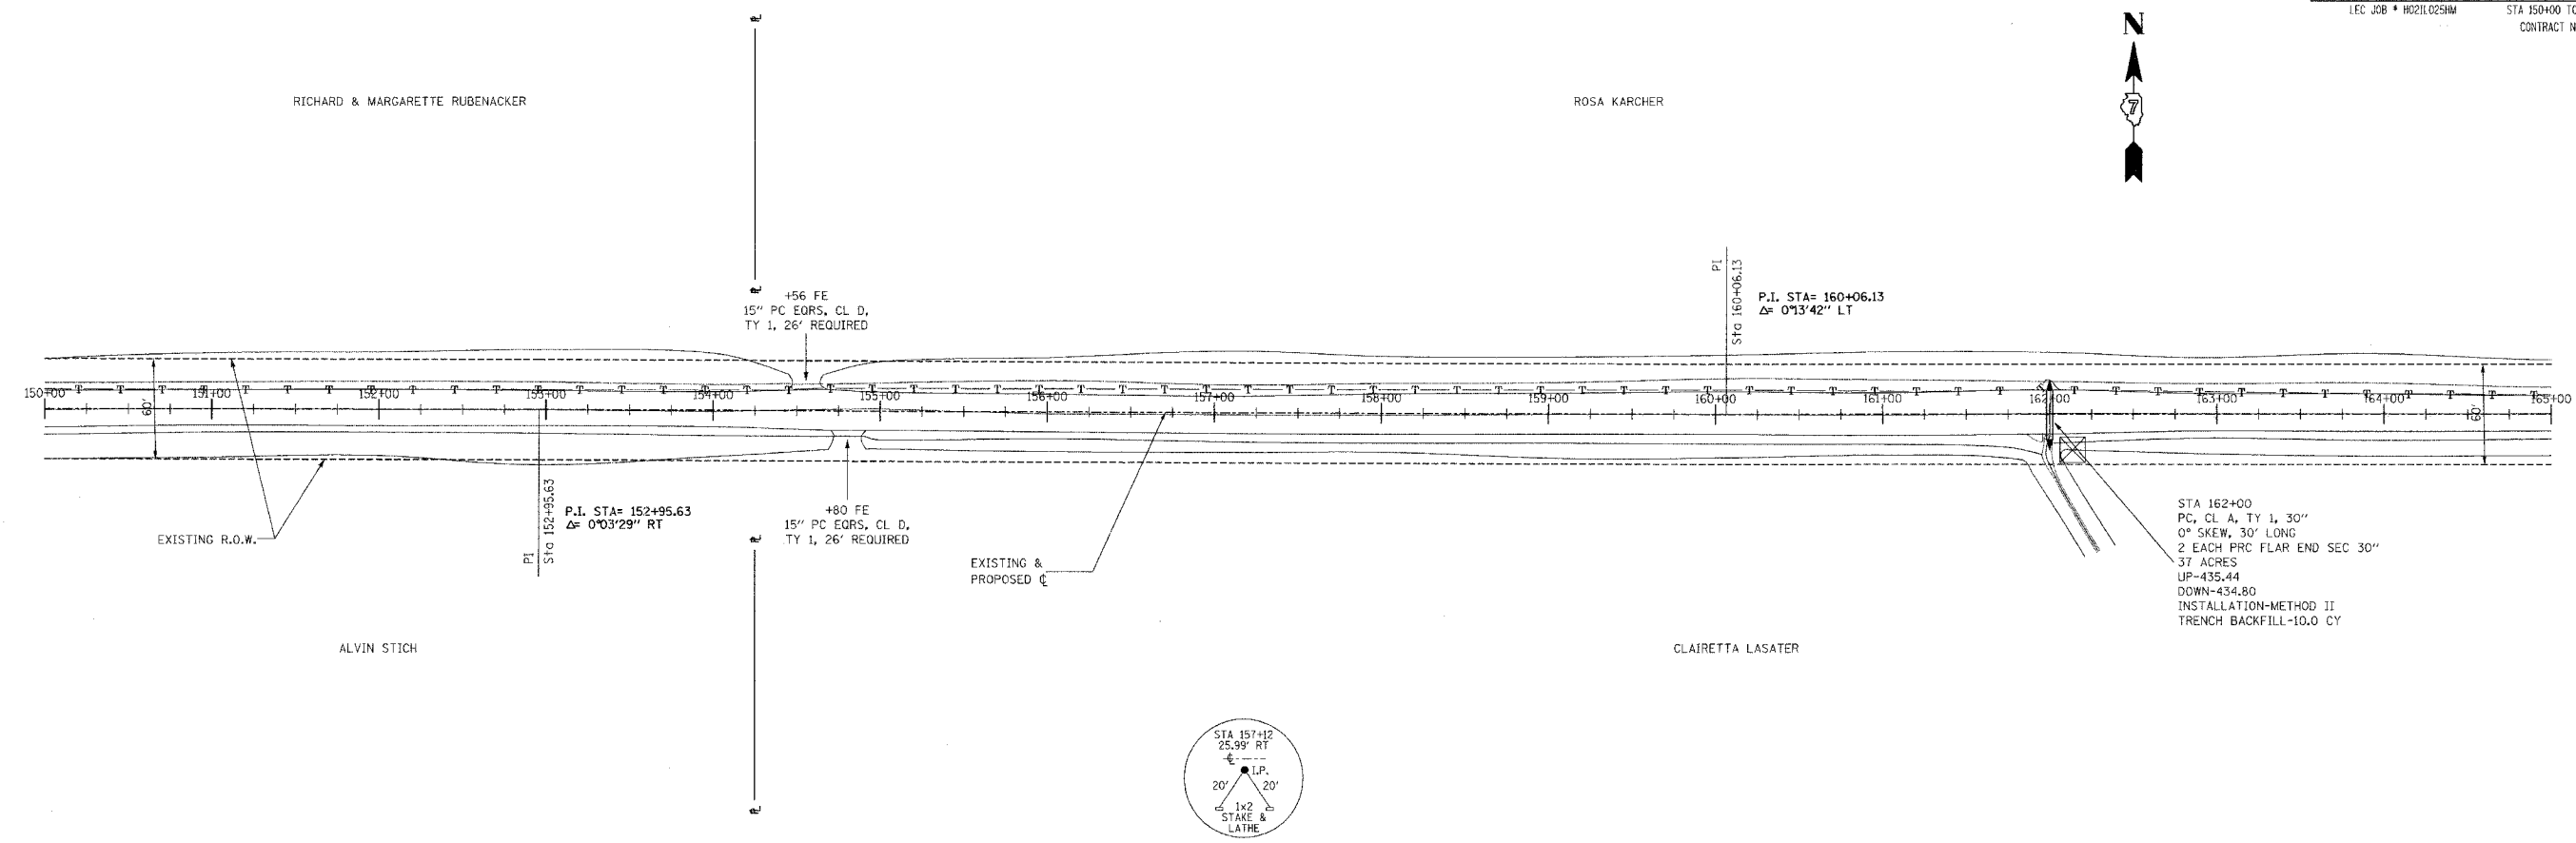 LEC JOB # H02IL025HM STA 150+00 TO
CONTRACT N
N
7
RICHARD & MARGARETTE RUBENACKER
ROSA KARCHER
+56 FE
15" PC EQRS, CL D,
TY 1, 26' REQUIRED
PI
Sta 160+06.13
P.I. STA= 160+06.13
Δ= 0°13'42" LT
150+00 151+00 152+00 153+00 154+00 155+00 156+00 157+00 158+00 159+00 160+00 161+00 162+00 163+00 164+00 165+00
60'
60'
EXISTING R.O.W.
PI
Sta 152+95.63
P.I. STA= 152+95.63
Δ= 0°03'29" RT
+80 FE
15" PC EQRS, CL D,
TY 1, 26' REQUIRED
EXISTING &
PROPOSED ℄
STA 162+00
PC, CL A, TY 1, 30"
0° SKEW, 30' LONG
2 EACH PRC FLAR END SEC 30"
37 ACRES
UP-435.44
DOWN-434.80
INSTALLATION-METHOD II
TRENCH BACKFILL-10.0 CY
ALVIN STICH
CLAIRETTA LASATER
STA 157+12
25.99' RT
℄
I.P.
20' 20'
1x2
STAKE &
LATHE